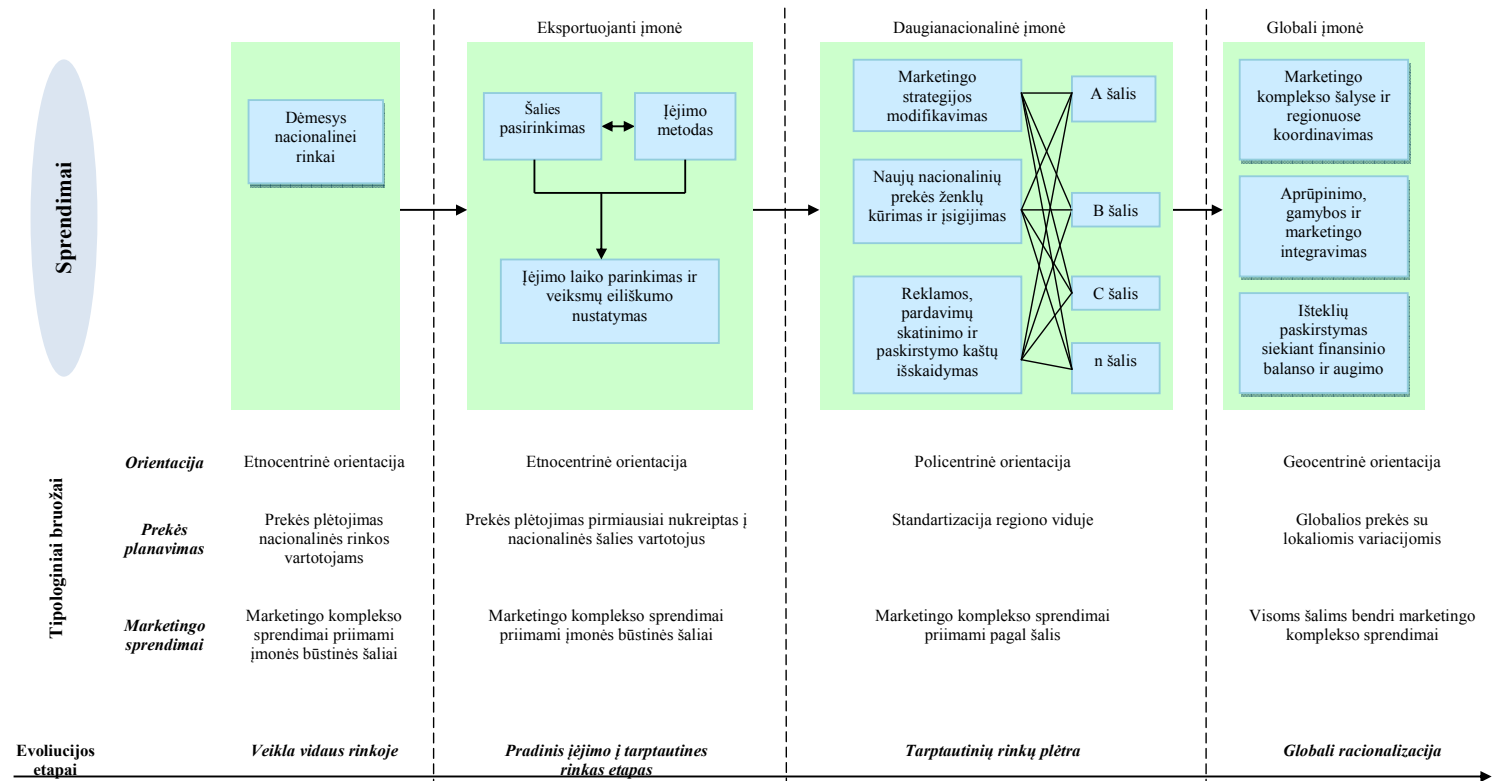 Eksportuojanti įmonė
Daugianacionalinė įmonė
Globali įmonė
Sprendimai
Dėmesys
nacionalinei
rinkai
Šalies
pasirinkimas
Įėjimo
metodas
Įėjimo laiko parinkimas ir
veiksmų eiliškumo
nustatymas
Marketingo
strategijos
modifikavimas
Naujų nacionalinių
prekės ženklų
kūrimas ir įsigijimas
Reklamos,
pardavimų
skatinimo ir
paskirstymo kaštų
išskaidymas
A šalis
B šalis
C šalis
n šalis
Marketingo
komplekso šalyse ir
regionuose
koordinavimas
Aprūpinimo,
gamybos ir
marketingo
integravimas
Išteklių
paskirstymas
siekiant finansinio
balanso ir augimo
Tipologiniai bruožai
Orientacija
Etnocentrinė orientacija
Etnocentrinė orientacija
Policentrinė orientacija
Geocentrinė orientacija
Prekės
planavimas
Prekės plėtojimas
nacionalinės rinkos
vartotojams
Prekės plėtojimas pirmiausiai nukreiptas į
nacionalinės šalies vartotojus
Standartizacija regiono viduje
Globalios prekės su
lokaliomis variacijomis
Marketingo
sprendimai
Marketingo komplekso
sprendimai priimami
įmonės būstinės šaliai
Marketingo komplekso sprendimai
priimami įmonės būstinės šaliai
Marketingo komplekso sprendimai
priimami pagal šalis
Visoms šalims bendri marketingo
komplekso sprendimai
Evoliucijos
etapai
Veikla vidaus rinkoje
Pradinis įėjimo į tarptautines
rinkas etapas
Tarptautinių rinkų plėtra
Globali racionalizacija